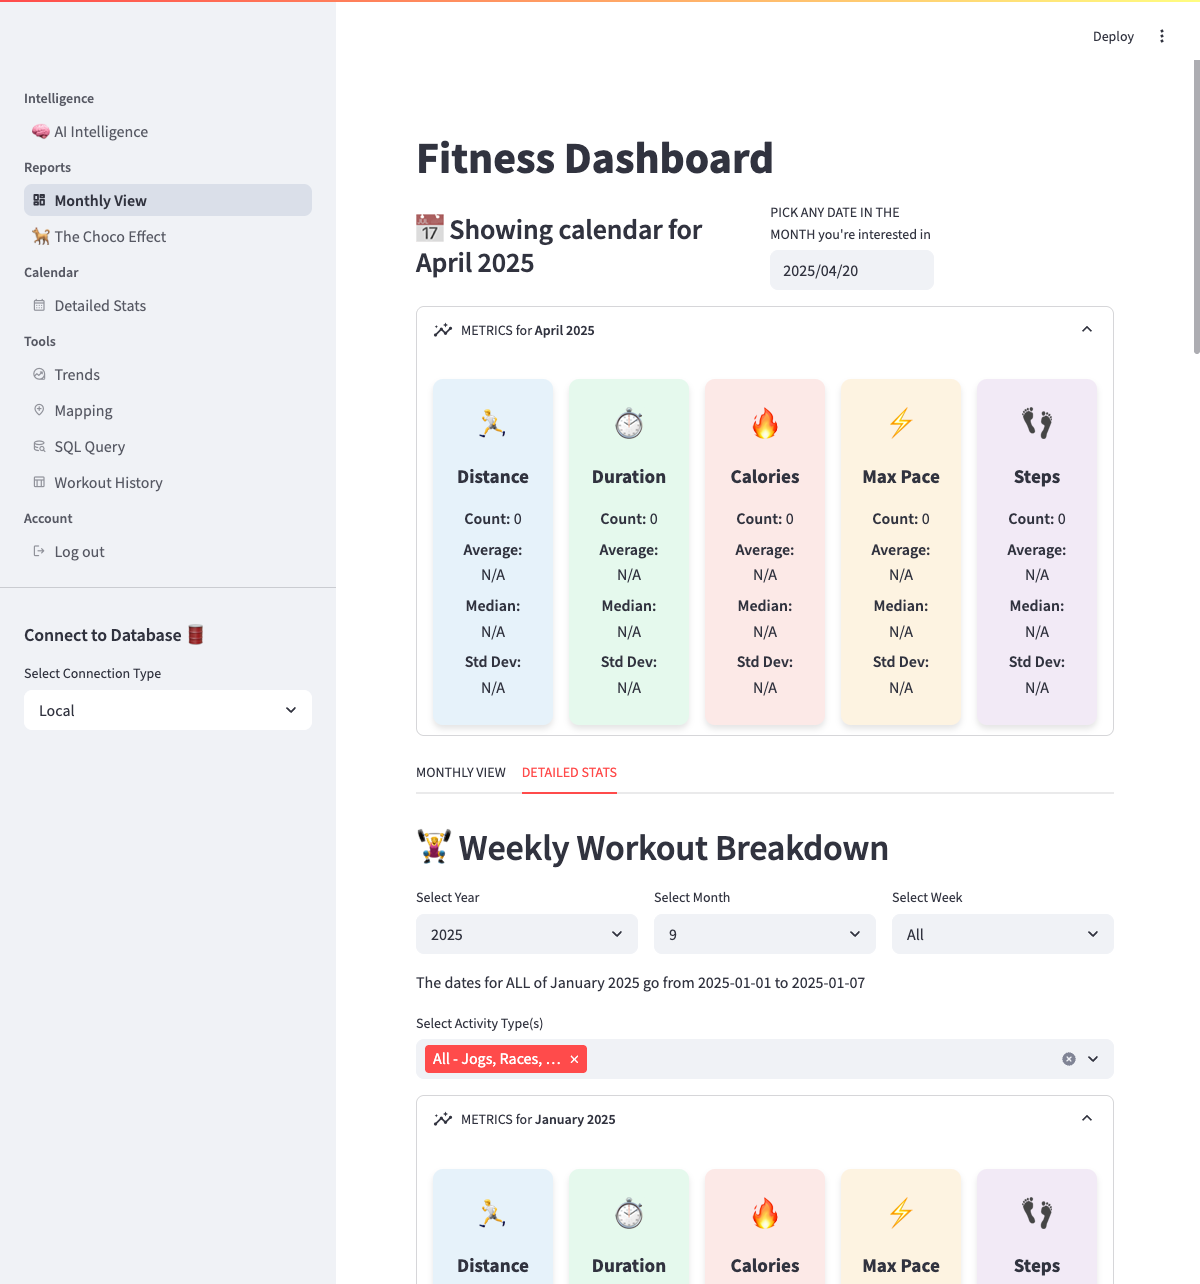 Deploy
Intelligence
AI Intelligence
Reports
Monthly View
The Choco Effect
Calendar
Detailed Stats
Tools
Trends
Mapping
SQL Query
Workout History
Account
Log out
Connect to Database
Select Connection Type
Local
Fitness Dashboard
17 Showing calendar for
April 2025
PICK ANY DATE IN THE
MONTH you're interested in
2025/04/20
METRICS for April 2025
Distance
Count: 0
Average:
N/A
Median:
N/A
Std Dev:
N/A
Duration
Count: 0
Average:
N/A
Median:
N/A
Std Dev:
N/A
Calories
Count: 0
Average:
N/A
Median:
N/A
Std Dev:
N/A
Max Pace
Count: 0
Average:
N/A
Median:
N/A
Std Dev:
N/A
Steps
Count: 0
Average:
N/A
Median:
N/A
Std Dev:
N/A
MONTHLY VIEW DETAILED STATS
Weekly Workout Breakdown
Select Year
2025
Select Month
9
Select Week
All
The dates for ALL of January 2025 go from 2025-01-01 to 2025-01-07
Select Activity Type(s)
All - Jogs, Races, ...
METRICS for January 2025
Distance
Duration
Calories
Max Pace
Steps